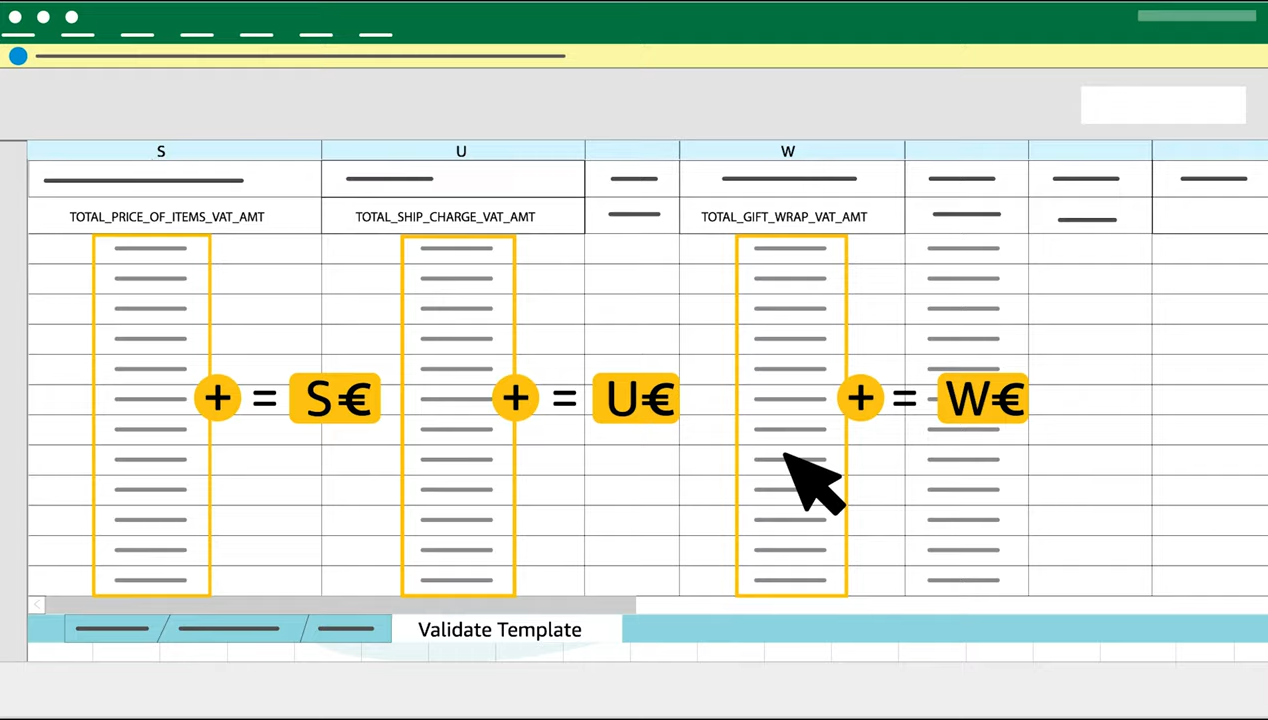 S U W
TOTAL_PRICE_OF_ITEMS_VAT_AMT TOTAL_SHIP_CHARGE_VAT_AMT TOTAL_GIFT_WRAP_VAT_AMT
+ = S€ + = U€ + = W€
Validate Template